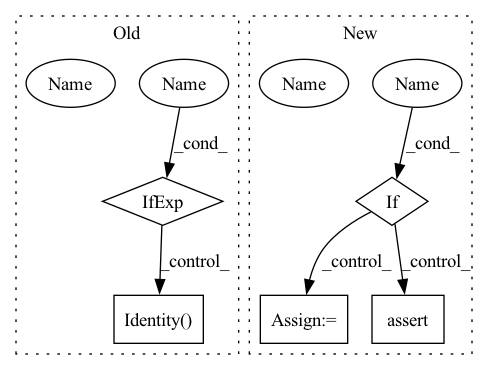 Old
New
Name
Name
Name
Name
_cond_
_cond_
IfExp
If
_control_
_control_
_control_
Identity()
Assign:=
assert